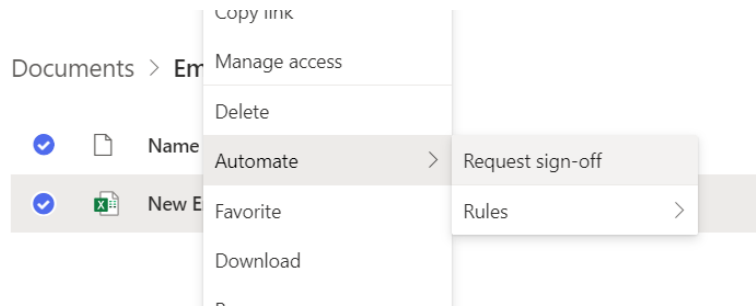 Copy link
Documents > Em
Manage access
Delete
Name
Automate >
Request sign-off
New E
Favorite
Rules >
Download